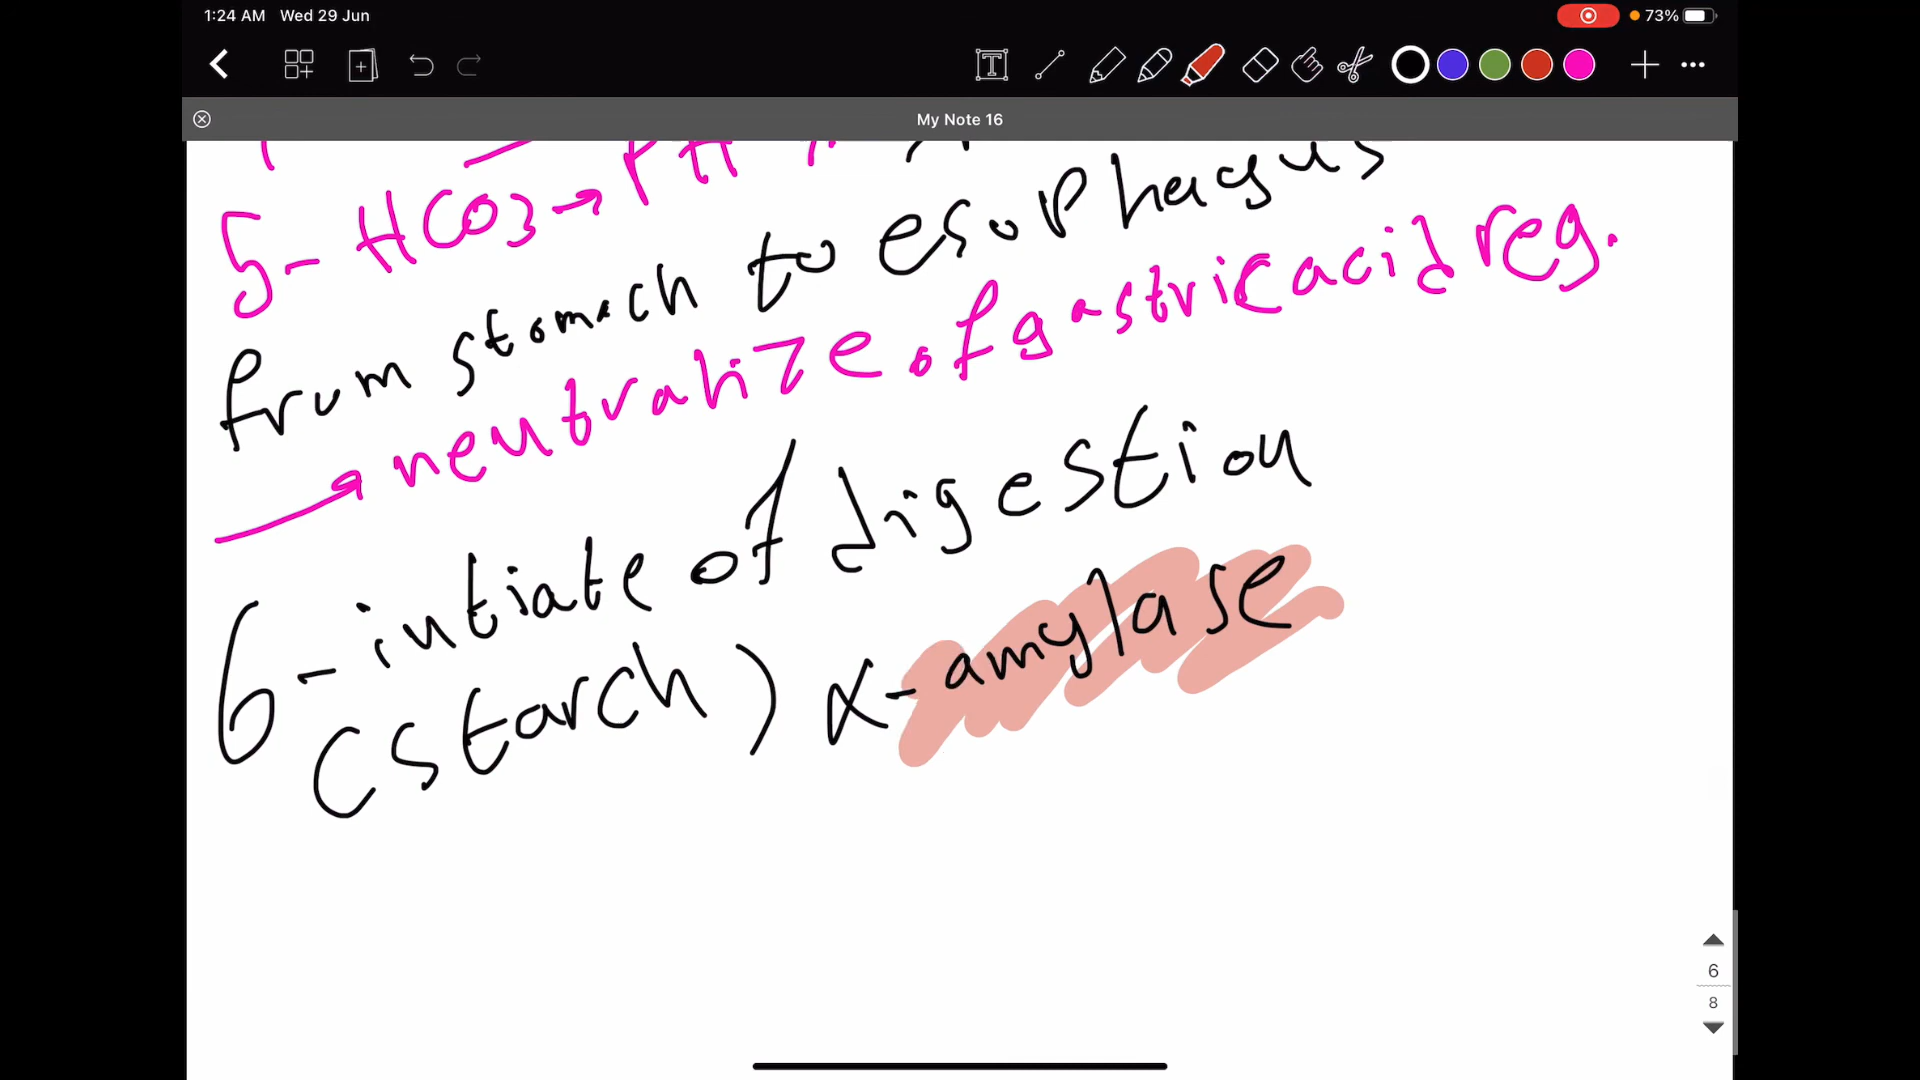 1:24 AM Wed 29 Jun
73%
T
My Note 16
5- HCO3 → PH
from stomach to esophagus
→ neutralize of gastric acid reg.
6- intiate of digestion
(starch) α-amylase
6
8